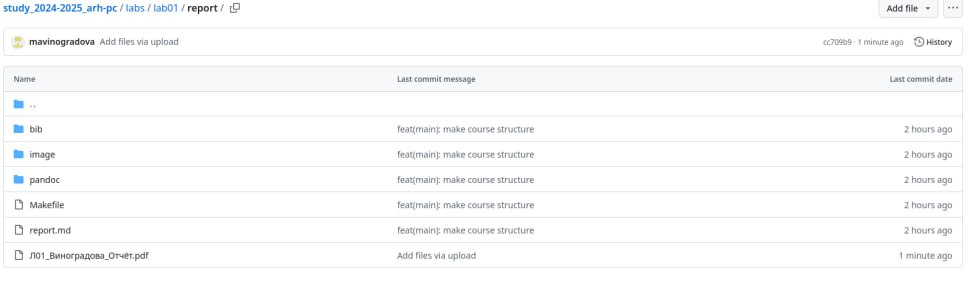 study_2024-2025_arh-pc / labs / lab01 / report / Add file ...
mavinogradova Add files via upload cc709b9 · 1 minute ago History
Name Last commit message Last commit date
..
bib feat(main): make course structure 2 hours ago
image feat(main): make course structure 2 hours ago
pandoc feat(main): make course structure 2 hours ago
Makefile feat(main): make course structure 2 hours ago
report.md feat(main): make course structure 2 hours ago
Л01_Виноградова_Отчёт.pdf Add files via upload 1 minute ago